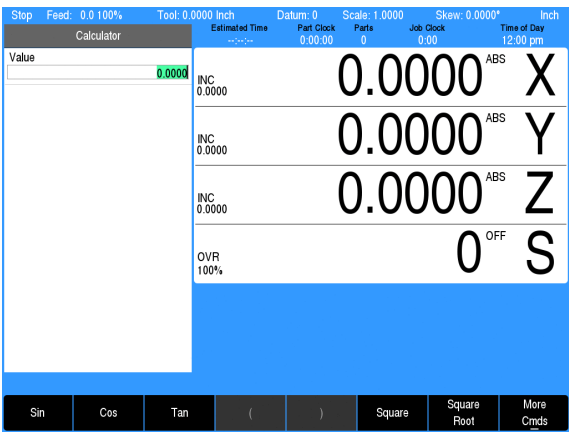 Stop Feed: 0.0 100% Tool: 0.0000 Inch Datum: 0 Scale: 1.0000 Skew: 0.0000° Inch
Calculator
Estimated Time Part Clock Parts Job Clock Time of Day
--:--:-- 0:00:00 0 0:00 12:00 pm
Value
0.0000
INC 0.0000 ABS X
0.0000
INC 0.0000 ABS Y
0.0000
INC 0.0000 ABS Z
0.0000
OVR 0 OFF S
100%
Sin Cos Tan ( ) Square Square Root More Cmds